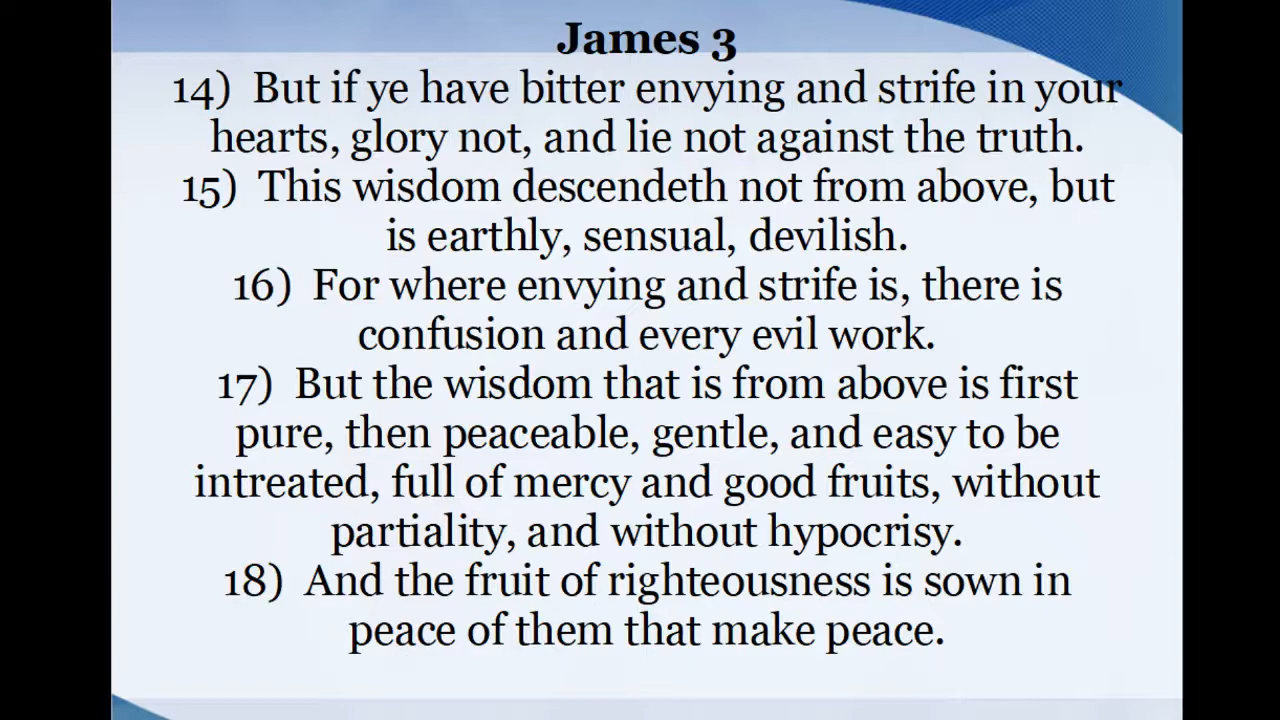 James 3
14)  But if ye have bitter envying and strife in your
hearts, glory not, and lie not against the truth.
15)  This wisdom descendeth not from above, but
is earthly, sensual, devilish.
16)  For where envying and strife is, there is
confusion and every evil work.
17)  But the wisdom that is from above is first
pure, then peaceable, gentle, and easy to be
intreated, full of mercy and good fruits, without
partiality, and without hypocrisy.
18)  And the fruit of righteousness is sown in
peace of them that make peace.